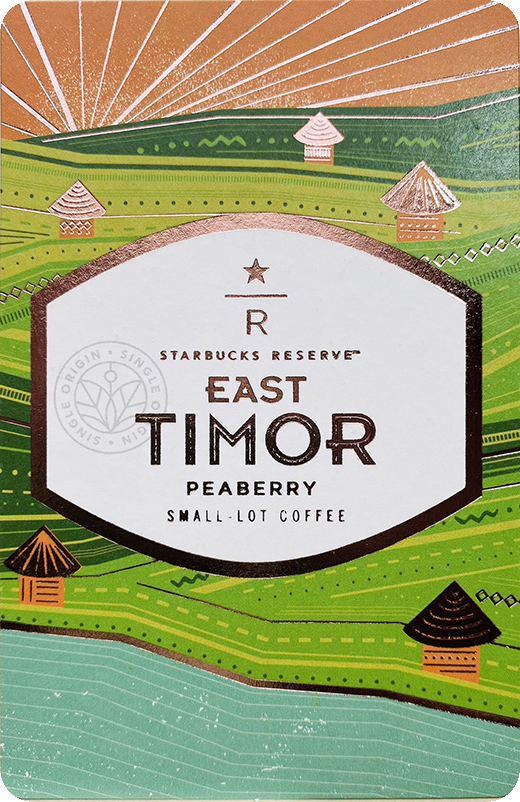 R
STARBUCKS RESERVE™
EAST
TIMOR
PEABERRY
SMALL-LOT COFFEE
SINGLE ORIGIN • SINGLE ORIGIN •